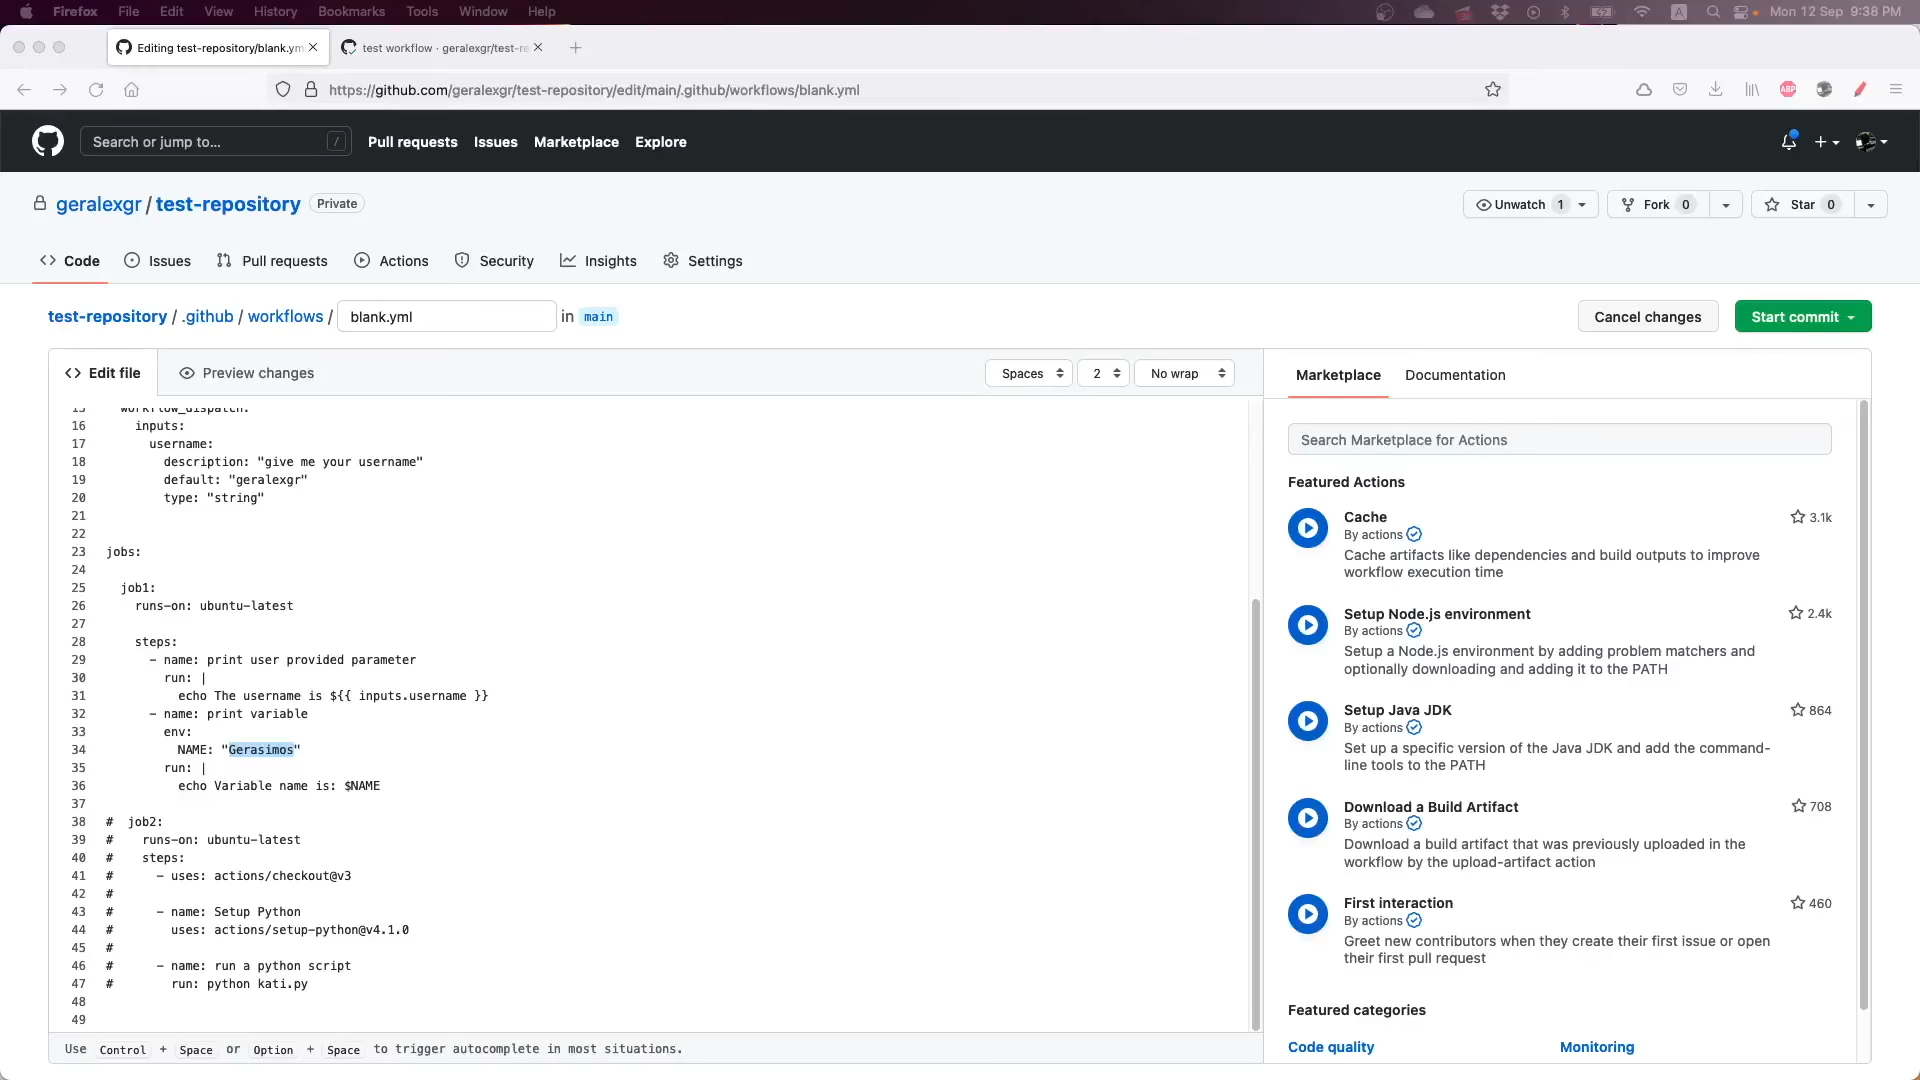 Firefox File Edit View History Bookmarks Tools Window Help Mon 12 Sep 9:38 PM
Editing test-repository/blank.ym
test workflow · geralexgr/test-re
https://github.com/geralexgr/test-repository/edit/main/.github/workflows/blank.yml
ABP
Search or jump to... / Pull requests Issues Marketplace Explore
geralexgr / test-repository Private Unwatch 1 Fork 0 Star 0
Code Issues Pull requests Actions Security Insights Settings
test-repository / .github / workflows / blank.yml in main Cancel changes Start commit
<> Edit file Preview changes Spaces 2 No wrap
15 workflow_dispatch:
16 inputs:
17 username:
18 description: "give me your username"
19 default: "geralexgr"
20 type: "string"
21
22
23 jobs:
24
25 job1:
26 runs-on: ubuntu-latest
27
28 steps:
29 - name: print user provided parameter
30 run: |
31 echo The username is ${{ inputs.username }}
32 - name: print variable
33 env:
34 NAME: "Gerasimos"
35 run: |
36 echo Variable name is: $NAME
37
38 # job2:
39 # runs-on: ubuntu-latest
40 # steps:
41 # - uses: actions/checkout@v3
42 #
43 # - name: Setup Python
44 # uses: actions/setup-python@v4.1.0
45 #
46 # - name: run a python script
47 # run: python kati.py
48
49
Use Control + Space or Option + Space to trigger autocomplete in most situations.
Marketplace Documentation
Search Marketplace for Actions
Featured Actions
Cache 3.1k
By actions
Cache artifacts like dependencies and build outputs to improve
workflow execution time
Setup Node.js environment 2.4k
By actions
Setup a Node.js environment by adding problem matchers and
optionally downloading and adding it to the PATH
Setup Java JDK 864
By actions
Set up a specific version of the Java JDK and add the command-
line tools to the PATH
Download a Build Artifact 708
By actions
Download a build artifact that was previously uploaded in the
workflow by the upload-artifact action
First interaction 460
By actions
Greet new contributors when they create their first issue or open
their first pull request
Featured categories
Code quality Monitoring